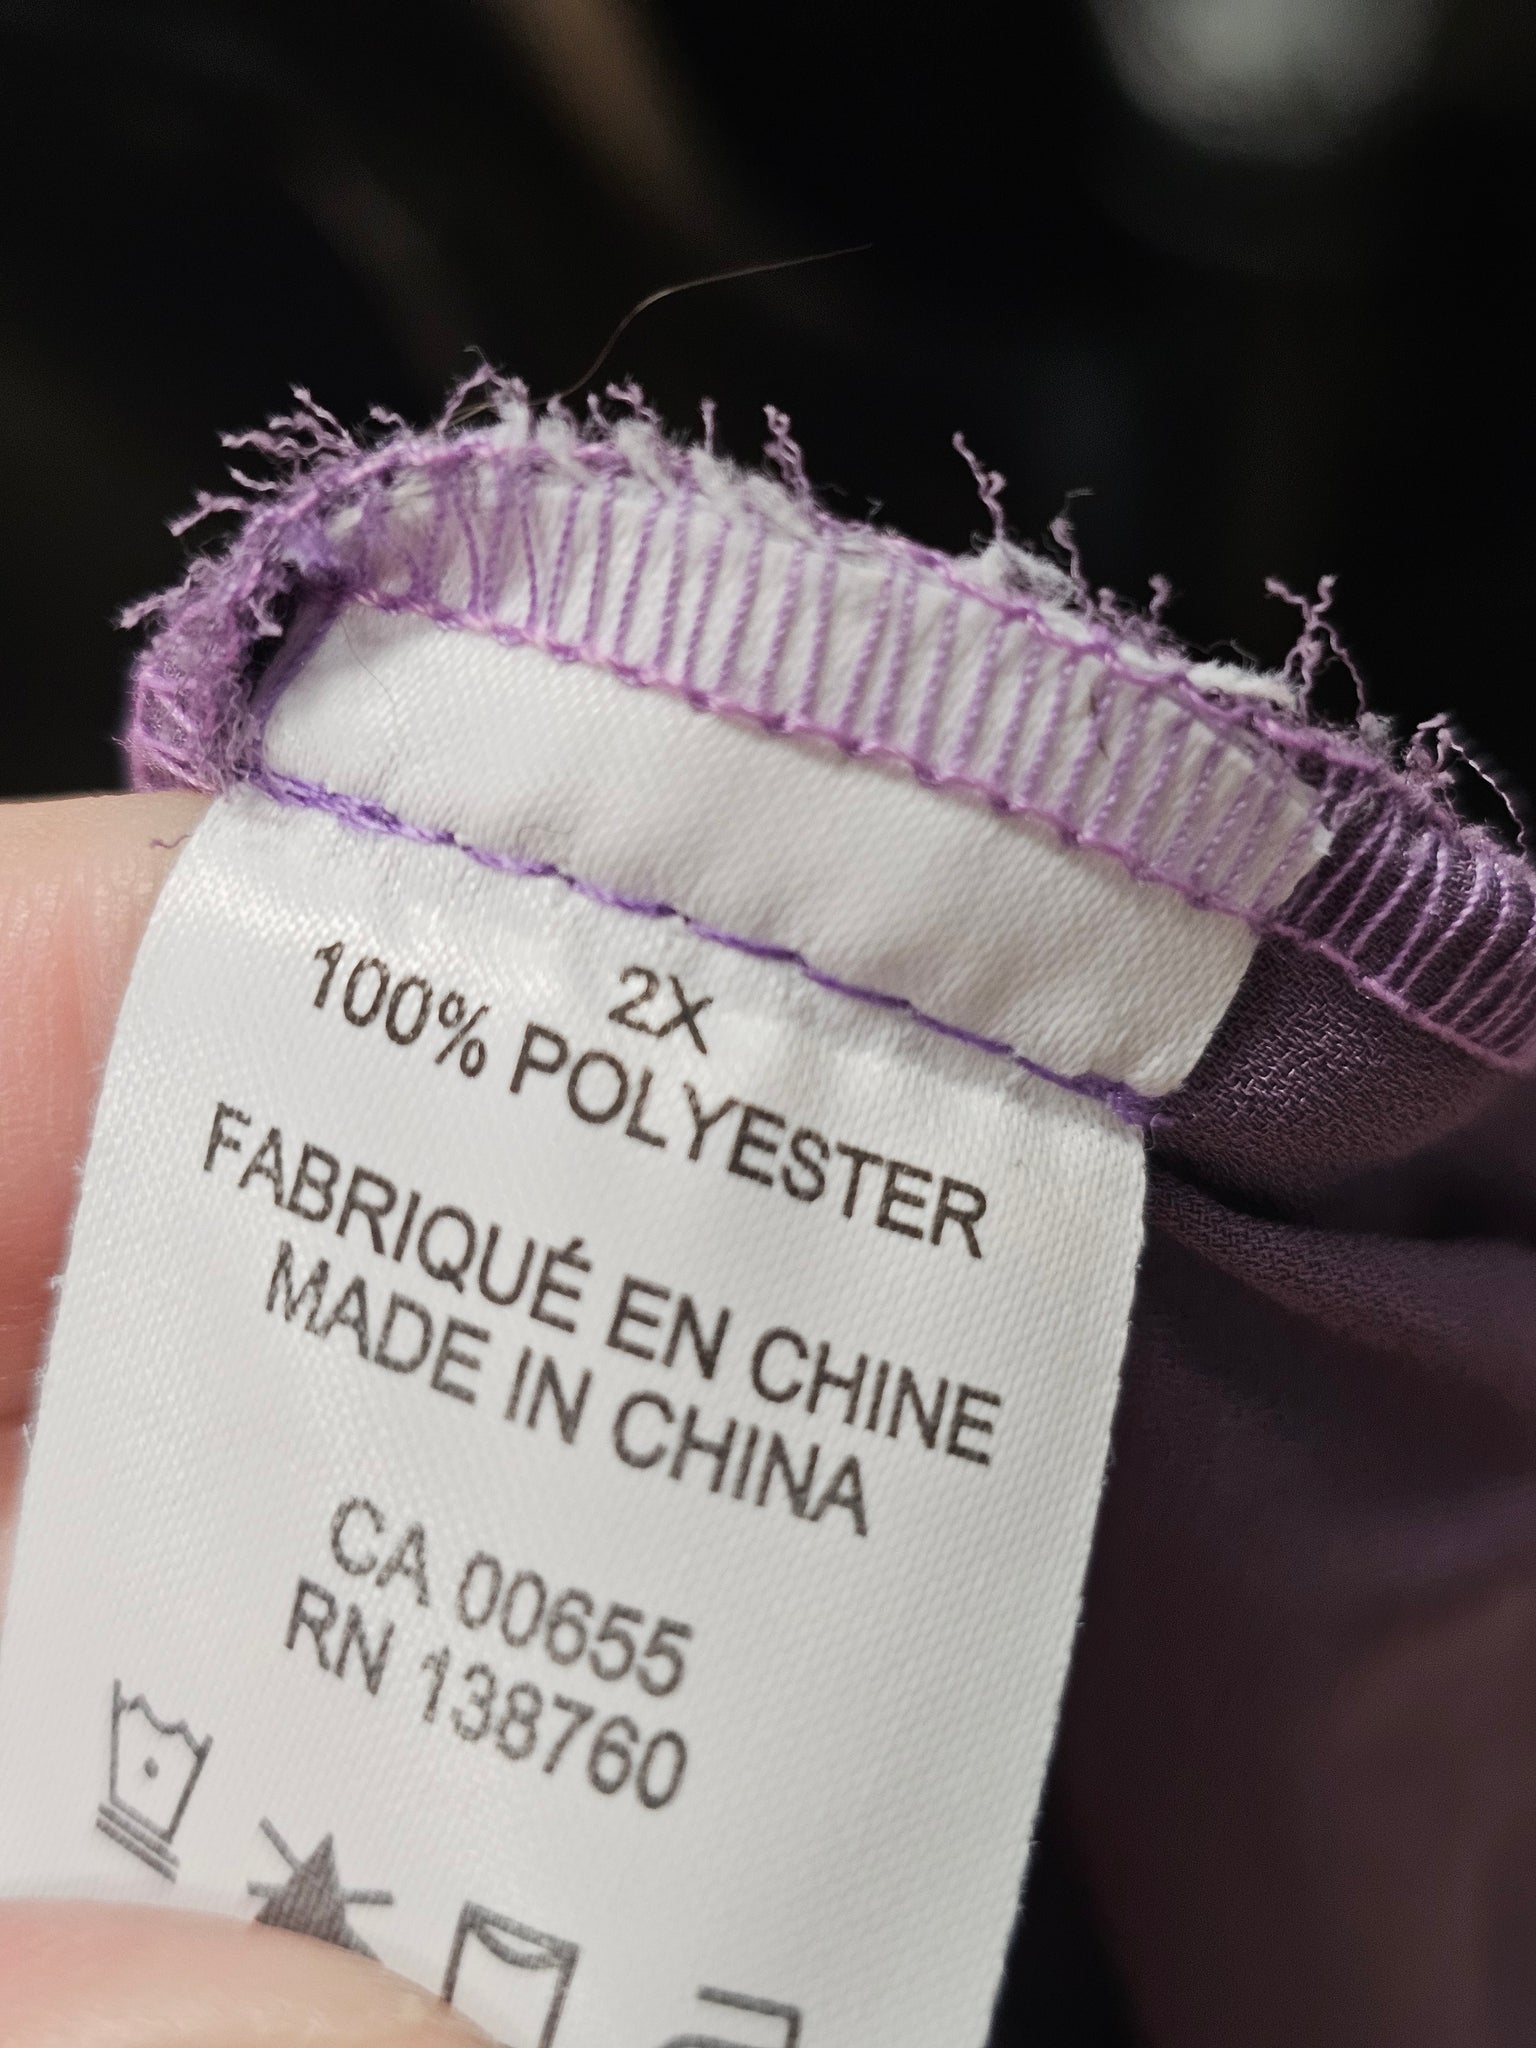 2X
100% POLYESTER
FABRIQUÉ EN CHINE
MADE IN CHINA
CA 00655
RN 138760